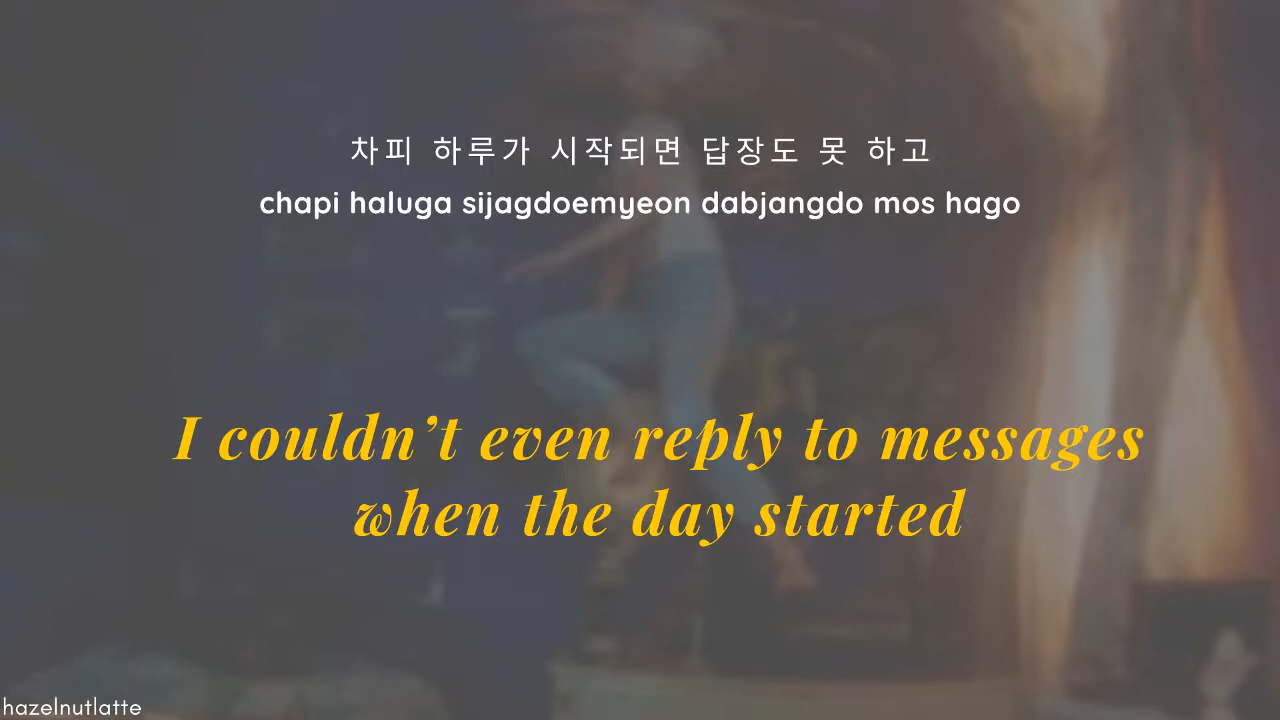 차피 하루가 시작되면 답장도 못 하고
chapi haluga sijagdoemyeon dabjangdo mos hago
I couldn’t even reply to messages
when the day started
hazelnutlatte